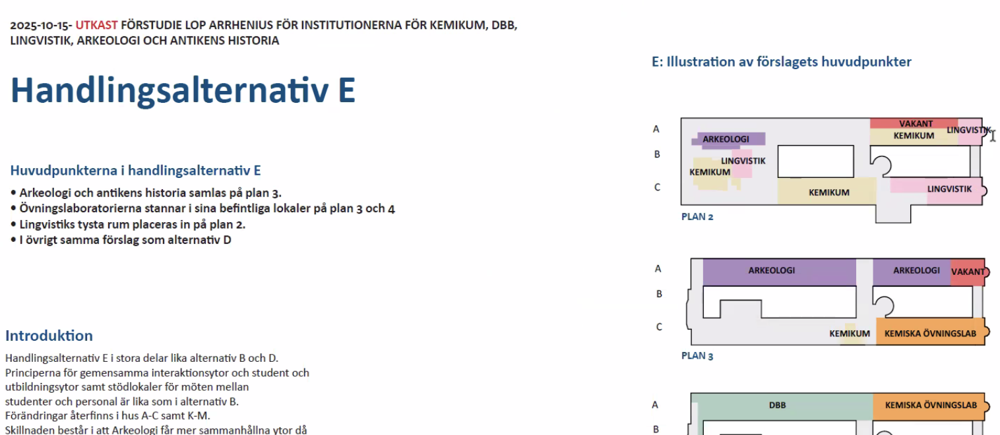 2025-10-15- UTKAST FÖRSTUDIE LOP ARRHENIUS FÖR INSTITUTIONERNA FÖR KEMIKUM, DBB,
LINGVISTIK, ARKEOLOGI OCH ANTIKENS HISTORIA
Handlingsalternativ E
Huvudpunkterna i handlingsalternativ E
• Arkeologi och antikens historia samlas på plan 3.
• Övningslaboratorierna stannar i sina befintliga lokaler på plan 3 och 4
• Lingvistiks tysta rum placeras in på plan 2.
• I övrigt samma förslag som alternativ D
Introduktion
Handlingsalternativ E i stora delar lika alternativ B och D.
Principerna för gemensamma interaktionsytor och student och
utbildningsytor samt stödlokaler för möten mellan
studenter och personal är lika som i alternativ B.
Förändringar återfinns i hus A-C samt K-M.
Skillnaden består i att Arkeologi får mer sammanhållna ytor då
E: Illustration av förslagets huvudpunkter
VAKANT
A
LINGVISTIK
KEMIKUM
ARKEOLOGI
B
LINGVISTIK
KEMIKUM
C
KEMIKUM
LINGVISTIK
PLAN 2
A
ARKEOLOGI
ARKEOLOGI
VAKANT
B
C
KEMIKUM
KEMISKA ÖVNINGSLAB
PLAN 3
A
DBB
KEMISKA ÖVNINGSLAB
B